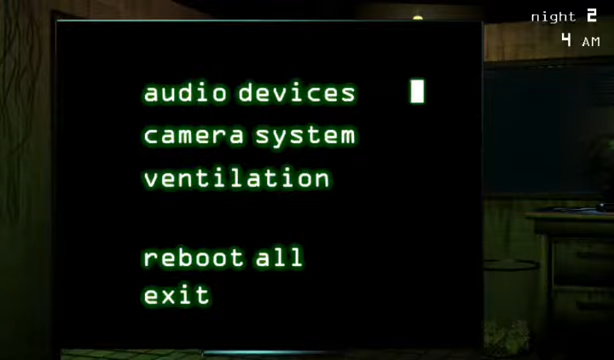 night 2
4 AM
audio devices
camera system
ventilation
reboot all
exit